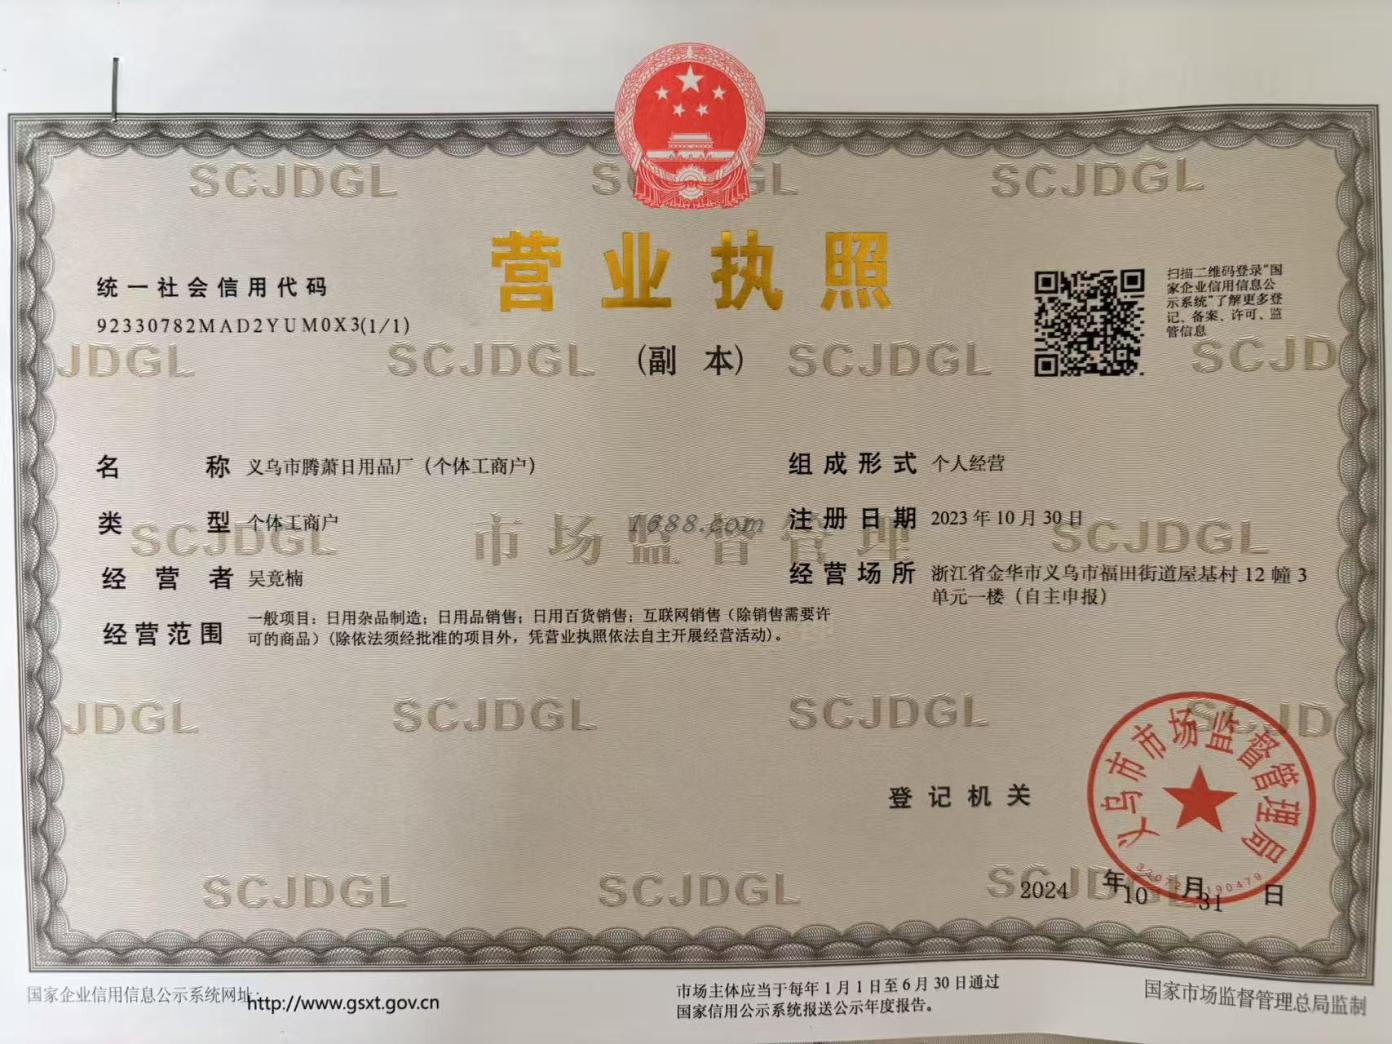 SCJDGL SCJDGL SCJDGL
营业执照
(副 本)
统一社会信用代码
92330782MAD2YUM0X3(1/1)
扫描二维码登录“国
家企业信用信息公
示系统”了解更多登
记、备案、许可、监
管信息
JDGL SCJDGL SCJDGL SCJD
名 称 义乌市腾萧日用品厂（个体工商户）
组成形式 个人经营
类 型 个体工商户
注册日期 2023 年 10 月 30 日
1688.com
SCJDGL 市场监督管理 SCJDGL
经 营 者 吴竟楠
经营场所 浙江省金华市义乌市福田街道屋基村 12 幢 3
单元一楼（自主申报）
经营范围 一般项目：日用杂品制造；日用品销售；日用百货销售；互联网销售（除销售需要许
可的商品）(除依法须经批准的项目外，凭营业执照依法自主开展经营活动)。
JDGL SCJDGL SCJDGL SCJD
登记机关
义乌市市场监督管理局
SCJDGL SCJDGL SCJDGL
2024 年 10 月 31 日
国家企业信用信息公示系统网址：http://www.gsxt.gov.cn
市场主体应当于每年 1 月 1 日至 6 月 30 日通过
国家信用公示系统报送公示年度报告。
国家市场监督管理总局监制